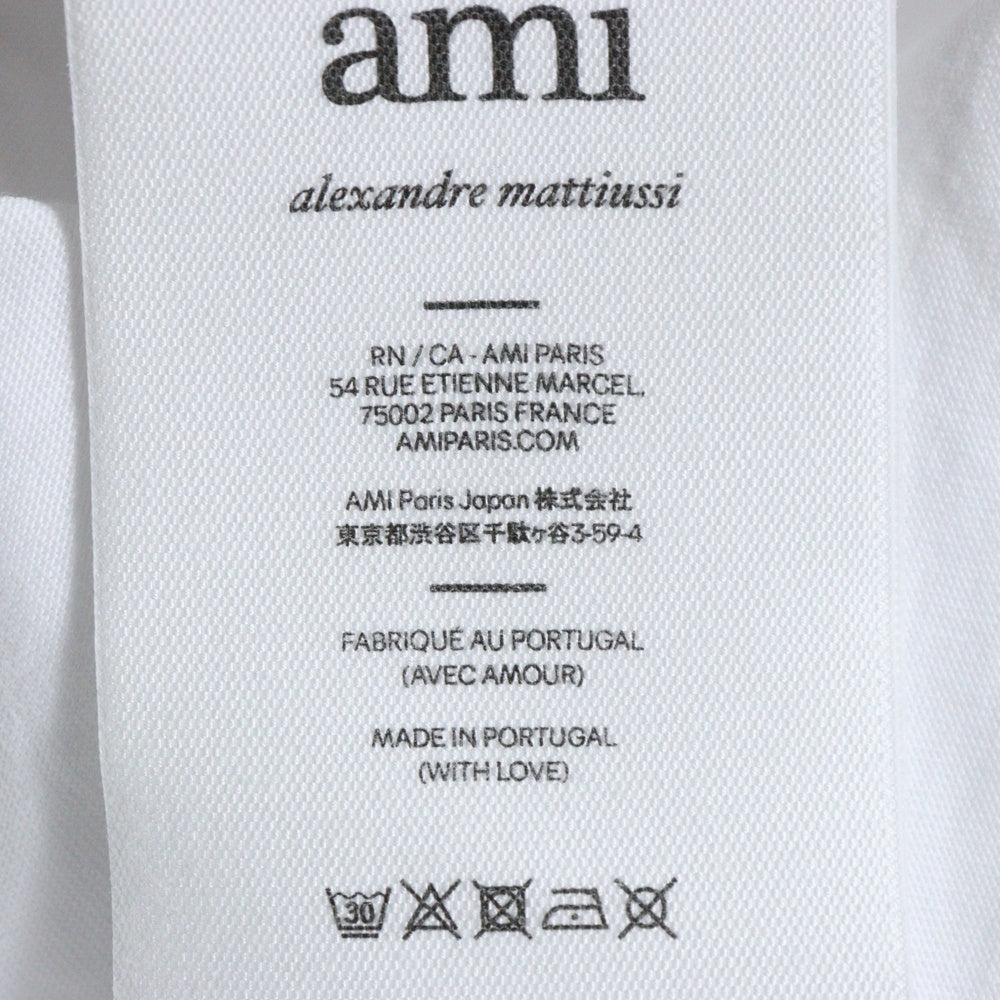 ami
alexandre mattiussi
RN / CA - AMI PARIS
54 RUE ETIENNE MARCEL,
75002 PARIS FRANCE
AMIPARIS.COM
AMI Paris Japan 株式会社
東京都渋谷区千駄ヶ谷3-59-4
FABRIQUÉ AU PORTUGAL
(AVEC AMOUR)
MADE IN PORTUGAL
(WITH LOVE)
30